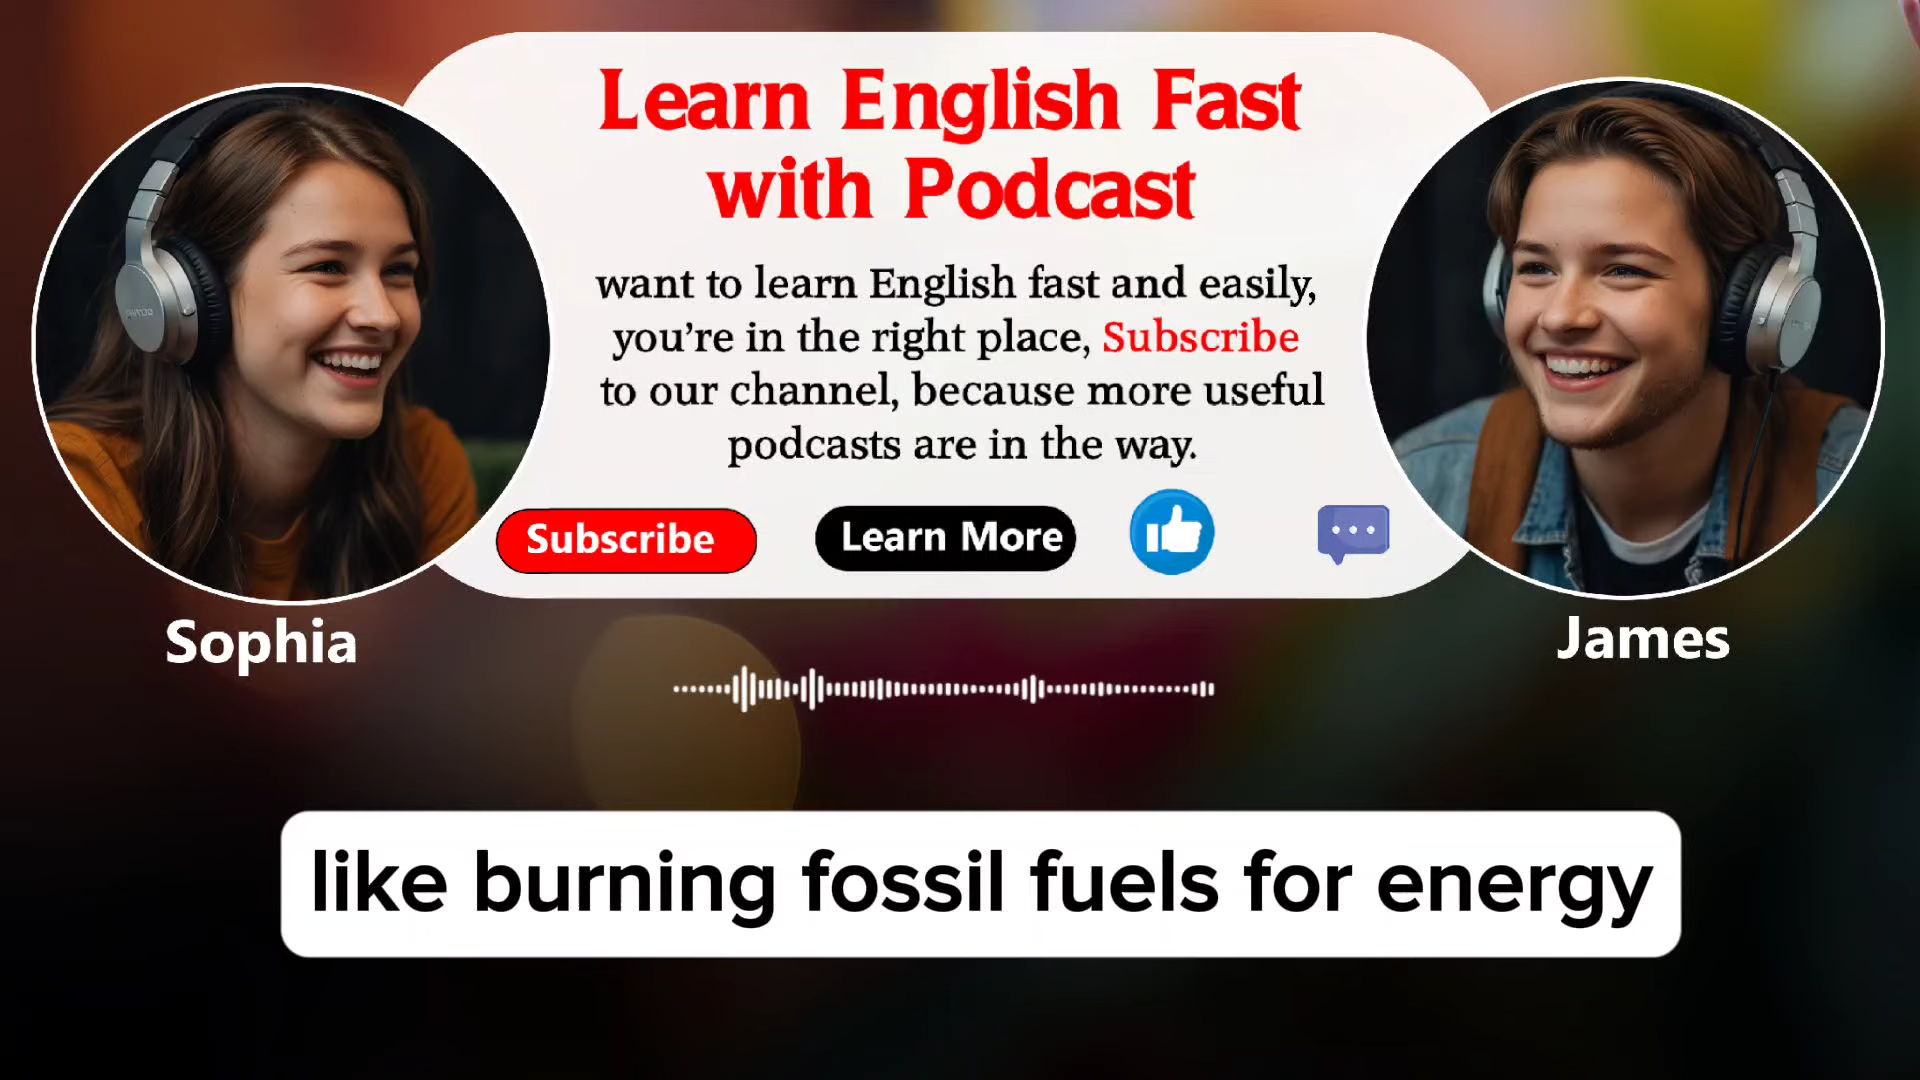 Learn English Fast
with Podcast
want to learn English fast and easily,
you’re in the right place, Subscribe
to our channel, because more useful
podcasts are in the way.
Subscribe
Learn More
Sophia
James
like burning fossil fuels for energy